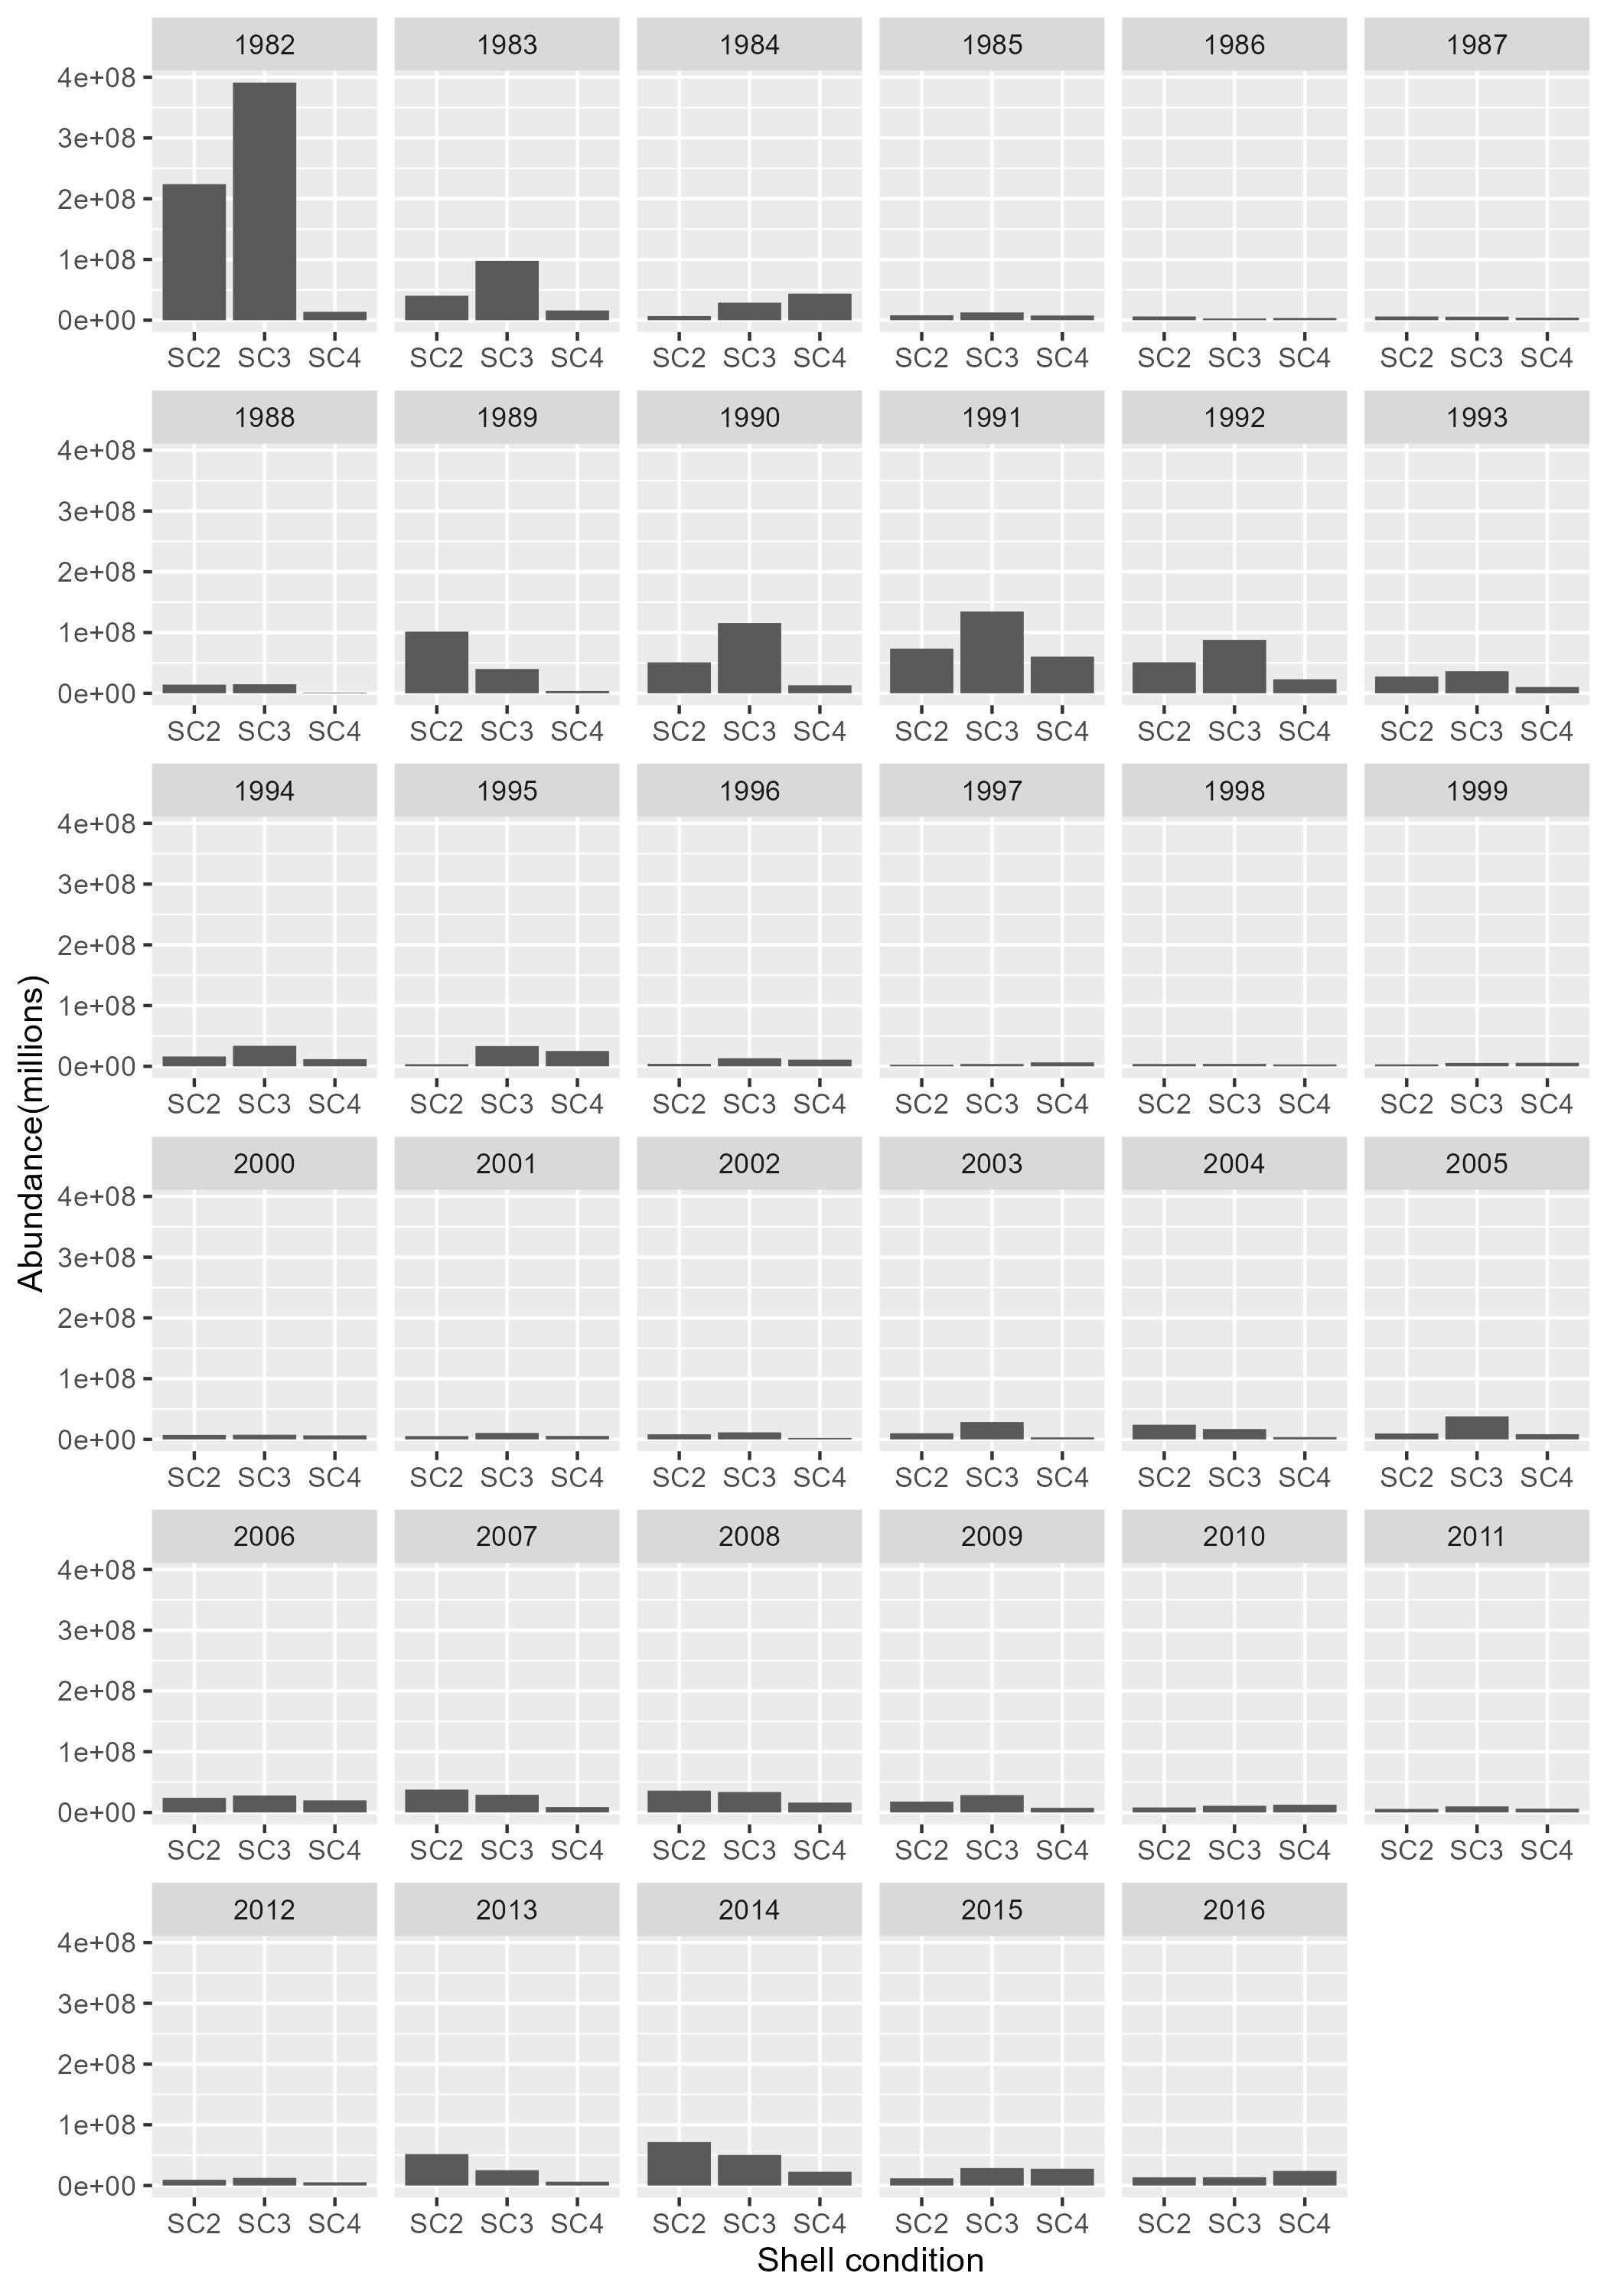 1982 1983 1984 1985 1986 1987
4e+08
3e+08
2e+08
1e+08
0e+00
SC2 SC3 SC4 SC2 SC3 SC4 SC2 SC3 SC4 SC2 SC3 SC4 SC2 SC3 SC4 SC2 SC3 SC4
1988 1989 1990 1991 1992 1993
4e+08
3e+08
2e+08
1e+08
0e+00
SC2 SC3 SC4 SC2 SC3 SC4 SC2 SC3 SC4 SC2 SC3 SC4 SC2 SC3 SC4 SC2 SC3 SC4
1994 1995 1996 1997 1998 1999
4e+08
3e+08
2e+08
1e+08
0e+00
SC2 SC3 SC4 SC2 SC3 SC4 SC2 SC3 SC4 SC2 SC3 SC4 SC2 SC3 SC4 SC2 SC3 SC4
Abundance(millions)
2000 2001 2002 2003 2004 2005
4e+08
3e+08
2e+08
1e+08
0e+00
SC2 SC3 SC4 SC2 SC3 SC4 SC2 SC3 SC4 SC2 SC3 SC4 SC2 SC3 SC4 SC2 SC3 SC4
2006 2007 2008 2009 2010 2011
4e+08
3e+08
2e+08
1e+08
0e+00
SC2 SC3 SC4 SC2 SC3 SC4 SC2 SC3 SC4 SC2 SC3 SC4 SC2 SC3 SC4 SC2 SC3 SC4
2012 2013 2014 2015 2016
4e+08
3e+08
2e+08
1e+08
0e+00
SC2 SC3 SC4 SC2 SC3 SC4 SC2 SC3 SC4 SC2 SC3 SC4 SC2 SC3 SC4
Shell condition